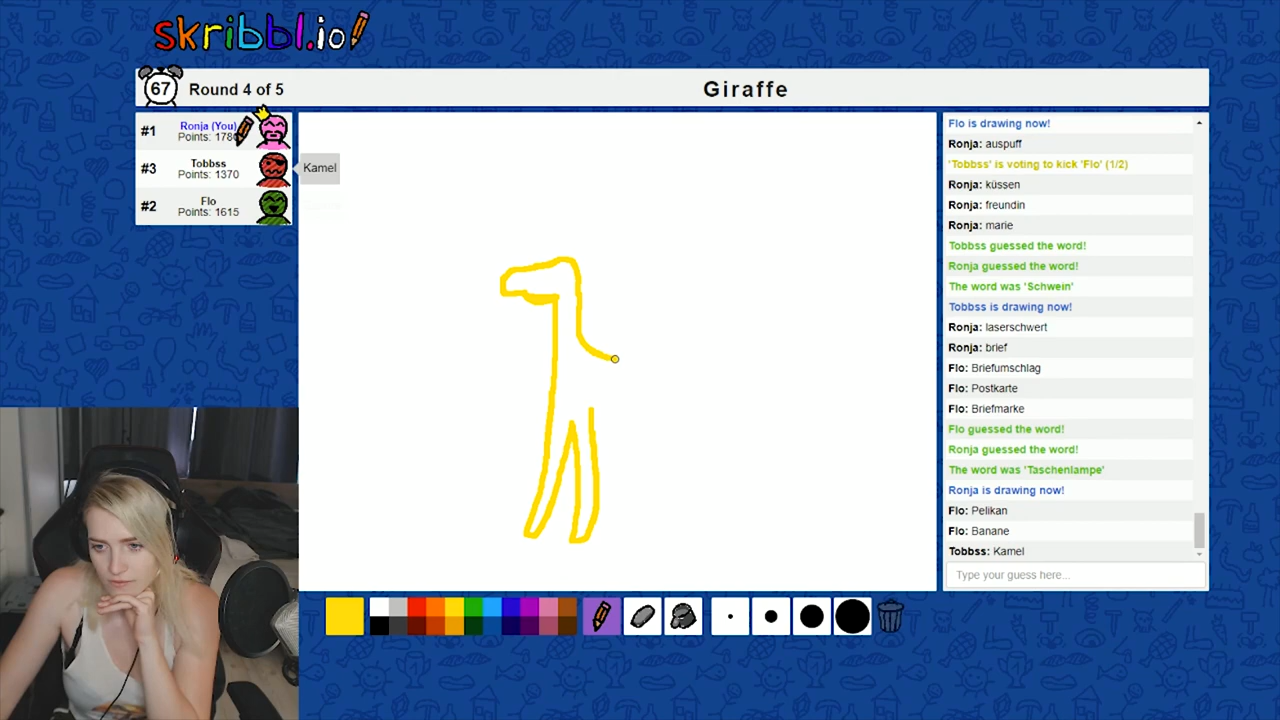 skribbl.io
67
Round 4 of 5
Giraffe
#1
Ronja (You)
Points: 1780
#3
Tobbss
Points: 1370
Kamel
#2
Flo
Points: 1615
Flo is drawing now!
Ronja: auspuff
'Tobbss' is voting to kick 'Flo' (1/2)
Ronja: küssen
Ronja: freundin
Ronja: marie
Tobbss guessed the word!
Ronja guessed the word!
The word was 'Schwein'
Tobbss is drawing now!
Ronja: laserschwert
Ronja: brief
Flo: Briefumschlag
Flo: Postkarte
Flo: Briefmarke
Flo guessed the word!
Ronja guessed the word!
The word was 'Taschenlampe'
Ronja is drawing now!
Flo: Pelikan
Flo: Banane
Tobbss: Kamel
Type your guess here...